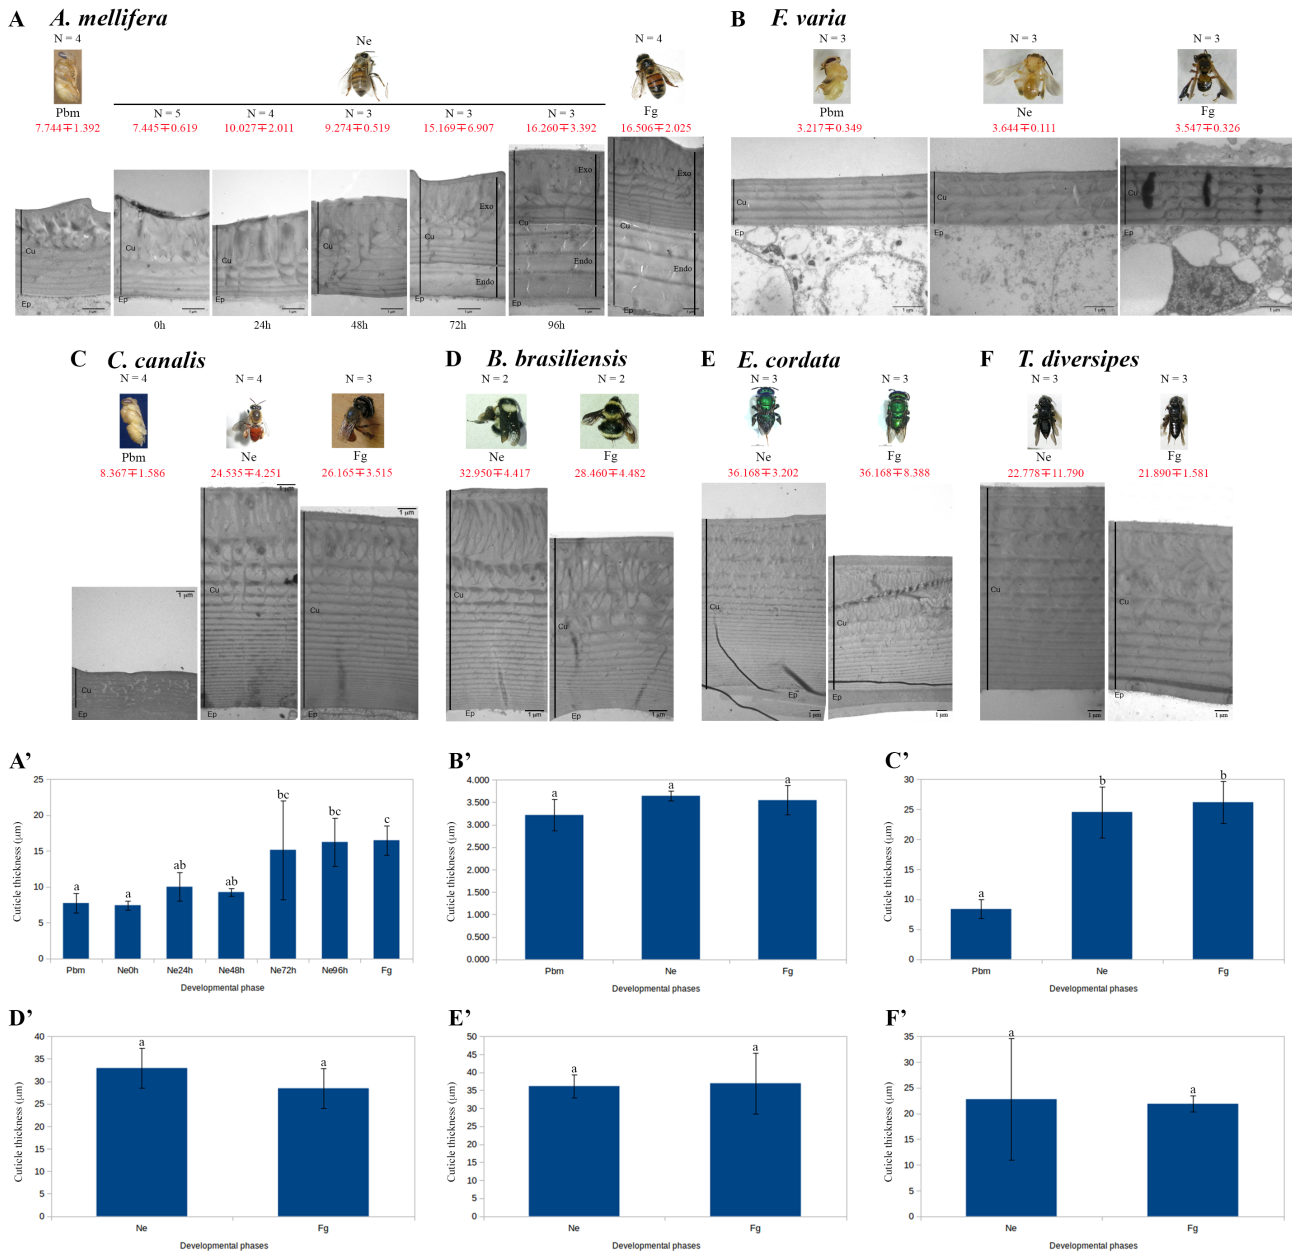 A A. mellifera
N = 4
Ne
N = 4
Pbm
N = 5
N = 4
N = 3
N = 3
N = 3
Fg
7.744∓1.392
7.445∓0.619
10.027∓2.011
9.274∓0.519
15.169∓6.907
16.260∓3.392
16.506∓2.025
Cu
Ep
1 µm
Cu
1 µm
Cu
1 µm
Cu
1 µm
Exo
Cu
Endo
Ep
1 µm
Exo
Cu
Endo
1 µm
Exo
Cu
Endo
Ep
1 µm
0h
24h
48h
72h
96h
B F. varia
N = 3
N = 3
N = 3
Pbm
Ne
Fg
3.217∓0.349
3.644∓0.111
3.547∓0.326
Cu
Ep
1 µm
Cu
Ep
1 µm
Cu
Ep
1 µm
C C. canalis
N = 4
N = 4
N = 3
Pbm
Ne
Fg
8.367∓1.586
24.535∓4.251
26.165∓3.515
1 µm
Cu
Ep
1 µm
Cu
1 µm
Cu
Ep
D B. brasiliensis
N = 2
N = 2
Ne
Fg
32.950∓4.417
28.460∓4.482
Cu
Ep
1 µm
Cu
Ep
1 µm
E E. cordata
N = 3
N = 3
Ne
Fg
36.168∓3.202
36.168∓8.388
Cu
Ep
1 µm
Cu
Ep
1 µm
F T. diversipes
N = 3
N = 3
Ne
Fg
22.778∓11.790
21.890∓1.581
Cu
1 µm
Cu
1 µm
A’
Cuticle thickness (µm)
25
20
15
10
5
0
a
a
ab
ab
bc
bc
c
Pbm
Ne0h
Ne24h
Ne48h
Ne72h
Ne96h
Fg
Developmental phase
B’
Cuticle thickness (µm)
4.000
3.500
3.000
2.500
2.000
1.500
1.000
0.500
0.000
a
a
a
Pbm
Ne
Fg
Developmental phases
C’
Cuticle thickness (µm)
30
25
20
15
10
5
0
a
b
b
Pbm
Ne
Fg
Developmental phases
D’
Cuticle thickness (µm)
40
35
30
25
20
15
10
5
0
a
a
Ne
Fg
Developmental phases
E’
Cuticle thickness (µm)
50
45
40
35
30
25
20
15
10
5
0
a
a
Ne
Fg
Developmental phases
F’
Cuticle thickness (µm)
35
30
25
20
15
10
5
0
a
a
Ne
Fg
Developmental phases